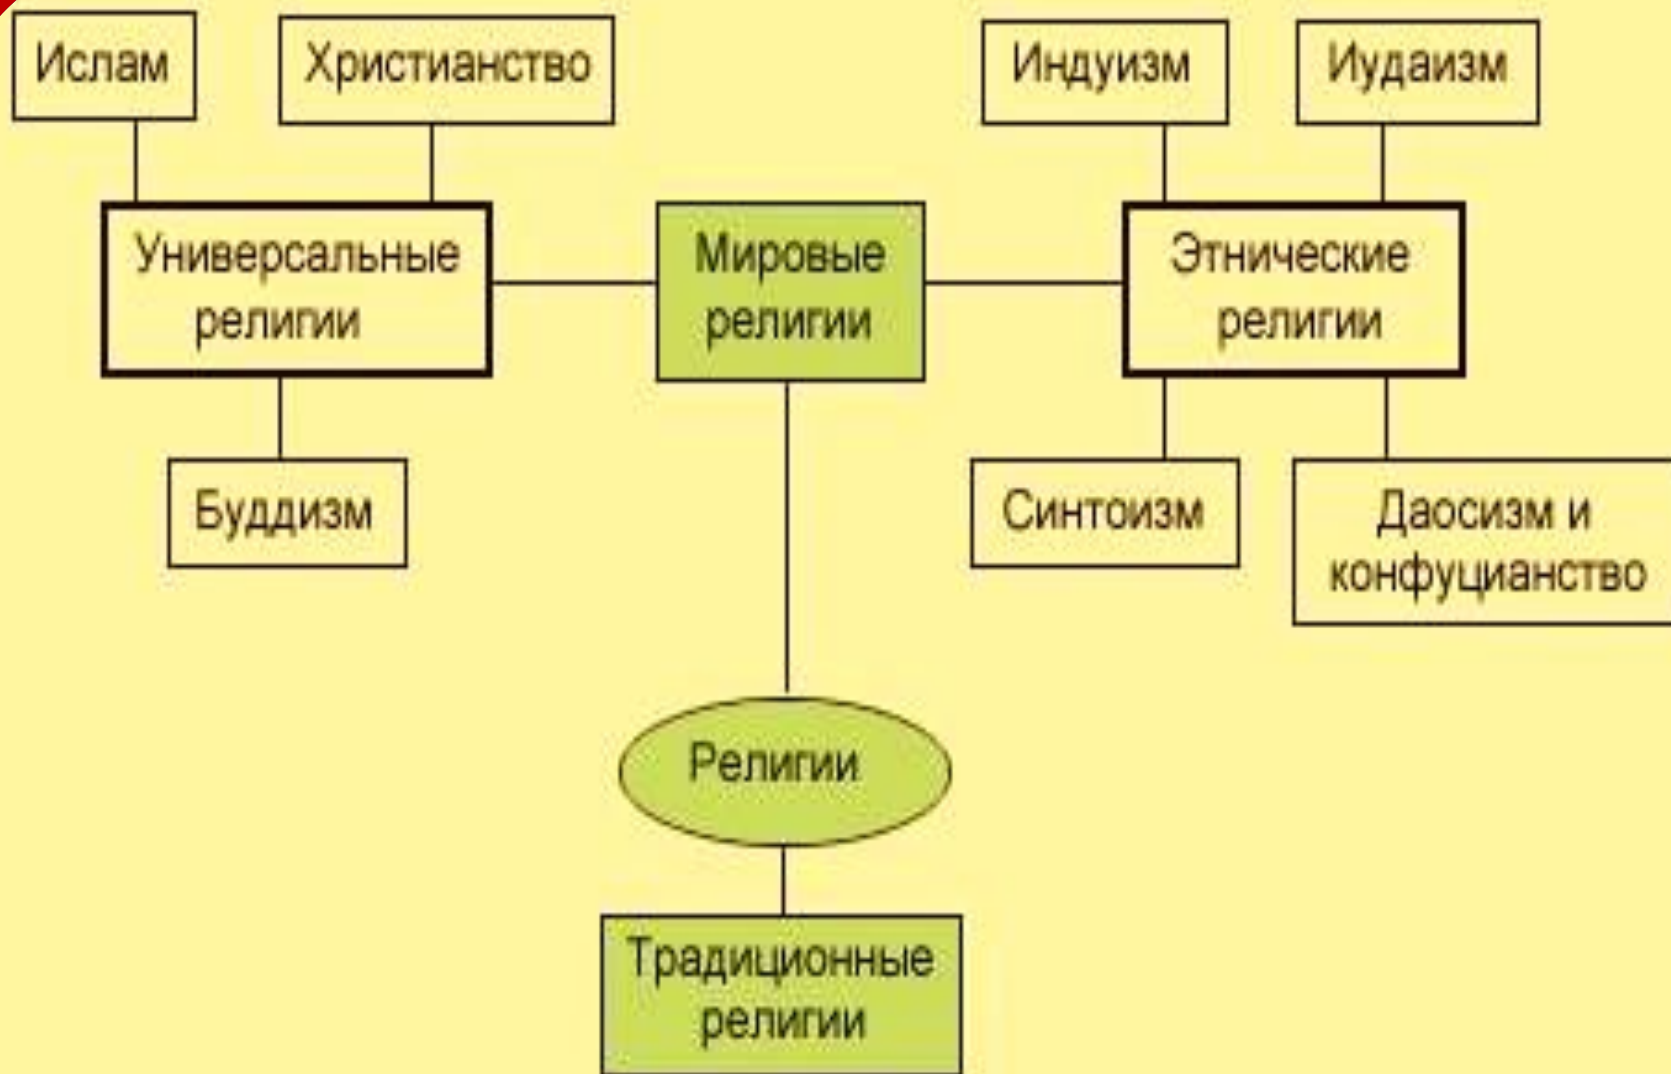 Ислам
Христианство
Индуизм
Иудаизм
Универсальные
религии
Мировые
религии
Этнические
религии
Буддизм
Синтоизм
Даосизм и
конфуцианство
Религии
Традиционные
религии